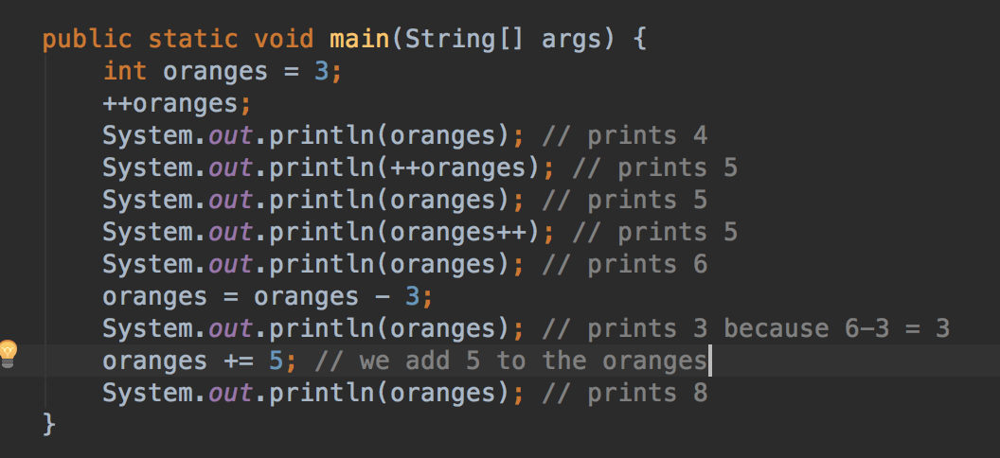 public static void main(String[] args) {
int oranges = 3;
++oranges;
System.out.println(oranges); // prints 4
System.out.println(++oranges); // prints 5
System.out.println(oranges); // prints 5
System.out.println(oranges++); // prints 5
System.out.println(oranges); // prints 6
oranges = oranges - 3;
System.out.println(oranges); // prints 3 because 6-3 = 3
oranges += 5; // we add 5 to the oranges
System.out.println(oranges); // prints 8
}